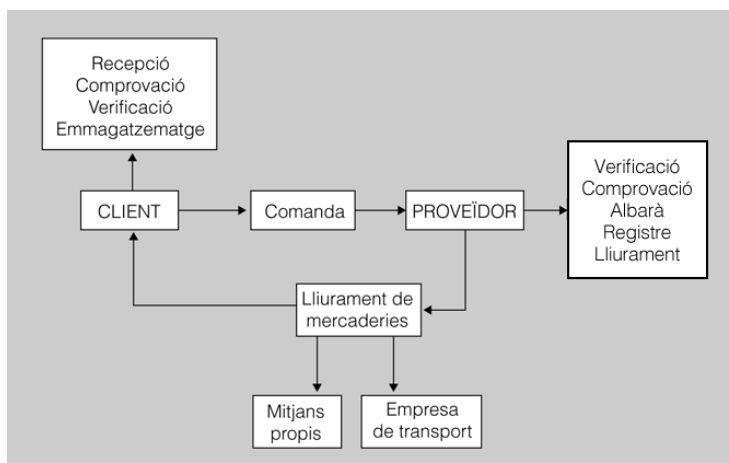 Recepció
Comprovació
Verificació
Emmagatzematge
CLIENT
Comanda
PROVEÏDOR
Verificació
Comprovació
Albarà
Registre
Lliurament
Lliurament de
mercaderies
Mitjans
propis
Empresa
de transport